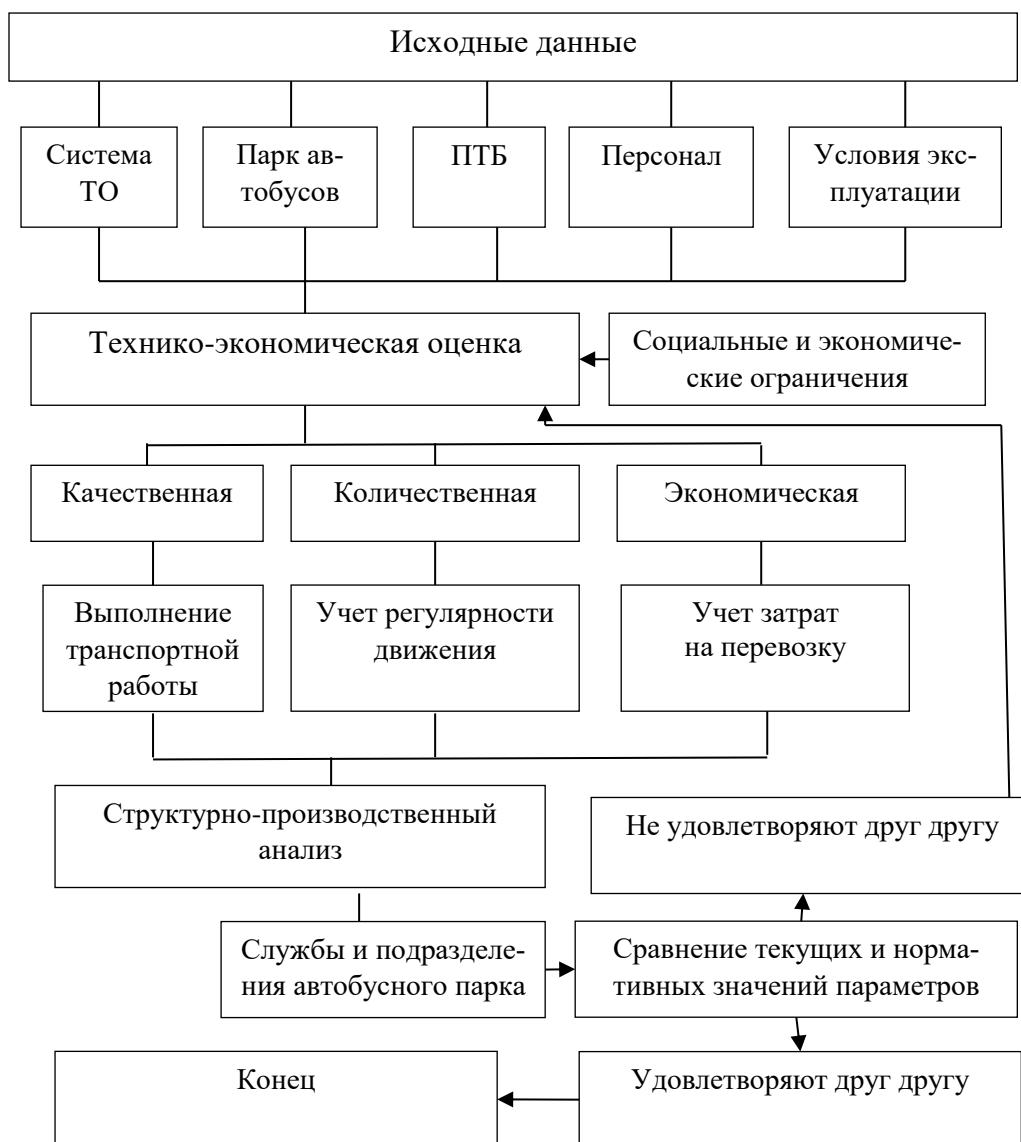 Исходные данные
Система
ТО
Парк ав-
тобусов
ПТБ
Персонал
Условия экс-
плуатации
Технико-экономическая оценка
Социальные и экономиче-
ские ограничения
Качественная
Количественная
Экономическая
Выполнение
транспортной
работы
Учет регулярности
движения
Учет затрат
на перевозку
Структурно-производственный
анализ
Не удовлетворяют друг другу
Службы и подразделе-
ния автобусного парка
Сравнение текущих и норма-
тивных значений параметров
Конец
Удовлетворяют друг другу